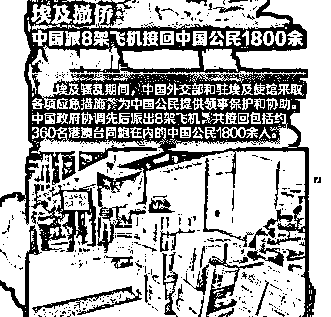 埃及撤侨
中国派8架飞机接回中国公民1800余
埃及骚乱期间，中国外交部和驻埃及使馆采取
各项应急措施，为中国公民提供领事保护和协助。
中国政府协调先后派出8架飞机，共接回包括约
360名港澳台同胞在内的中国公民1800余人。